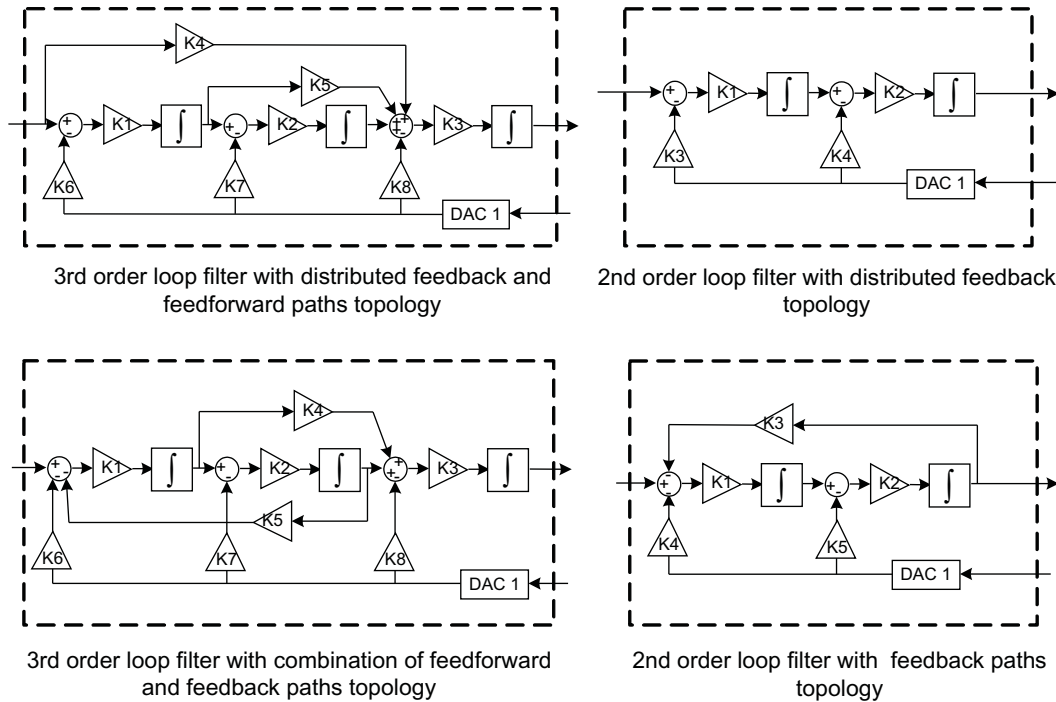 K4
K5
K1
∫
K2
∫
K3
∫
K6
K7
K8
DAC 1
3rd order loop filter with distributed feedback and
feedforward paths topology
K1
∫
K2
∫
K3
K4
DAC 1
2nd order loop filter with distributed feedback
topology
K4
K1
∫
K2
∫
K3
∫
K5
K6
K7
K8
DAC 1
3rd order loop filter with combination of feedforward
and feedback paths topology
K3
K1
∫
K2
∫
K4
K5
DAC 1
2nd order loop filter with feedback paths
topology